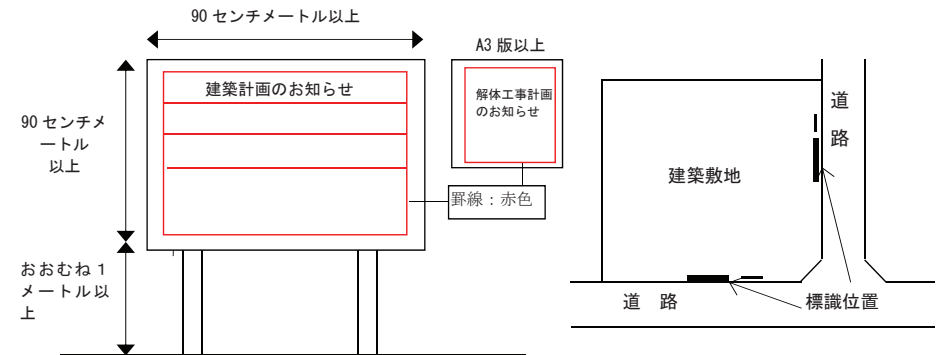 90 センチメートル以上
A3 版以上
建築計画のお知らせ
解体工事計画
のお知らせ
90 センチメ
ートル
以上
罫線：赤色
おおむね１
メートル以
上
道
路
建築敷地
道 路
標識位置